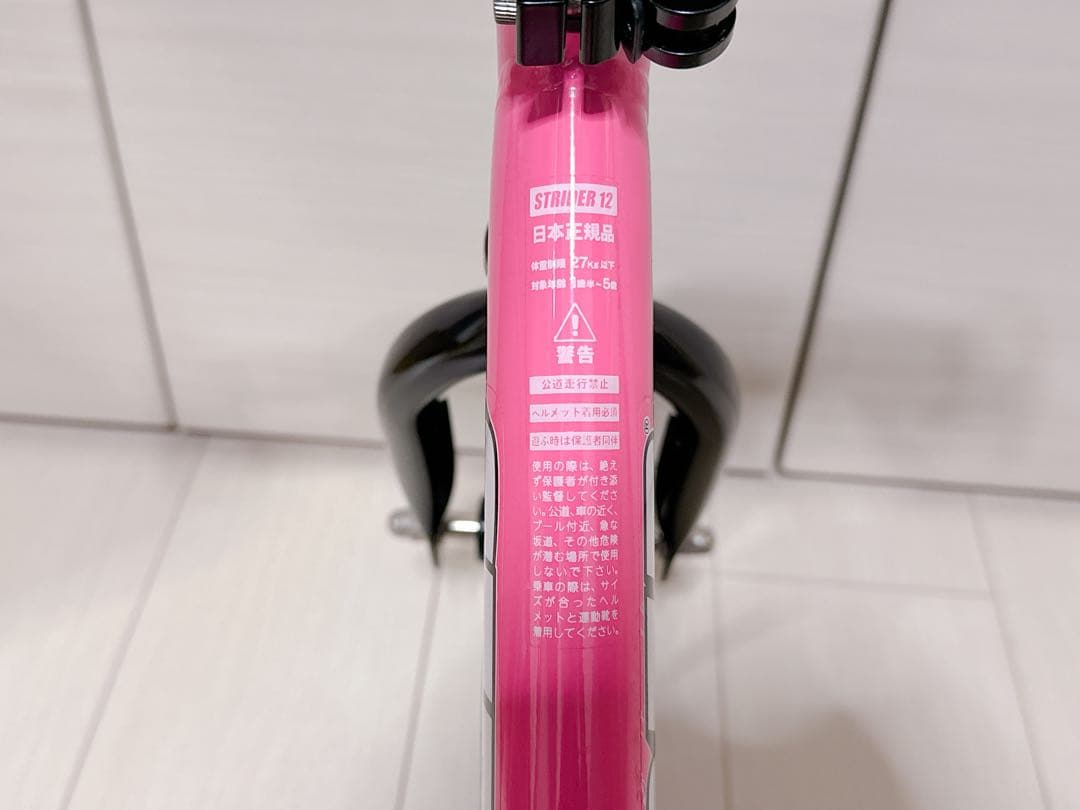 STRIDER 12
日本正規品
体重制限 27Kg以下
対象年齢 1歳半~5歳
警告
公道走行禁止
ヘルメット着用必須
遊ぶ時は保護者同伴
使用の際は、絶え
ず保護者が付き添
い監督してくださ
い。公道、車の近く、
プール付近、急な
坂道、その他危険
が潜む場所で使用
しないで下さい。
乗車の際は、サイ
ズが合ったヘル
メットと運動靴を
着用してください。